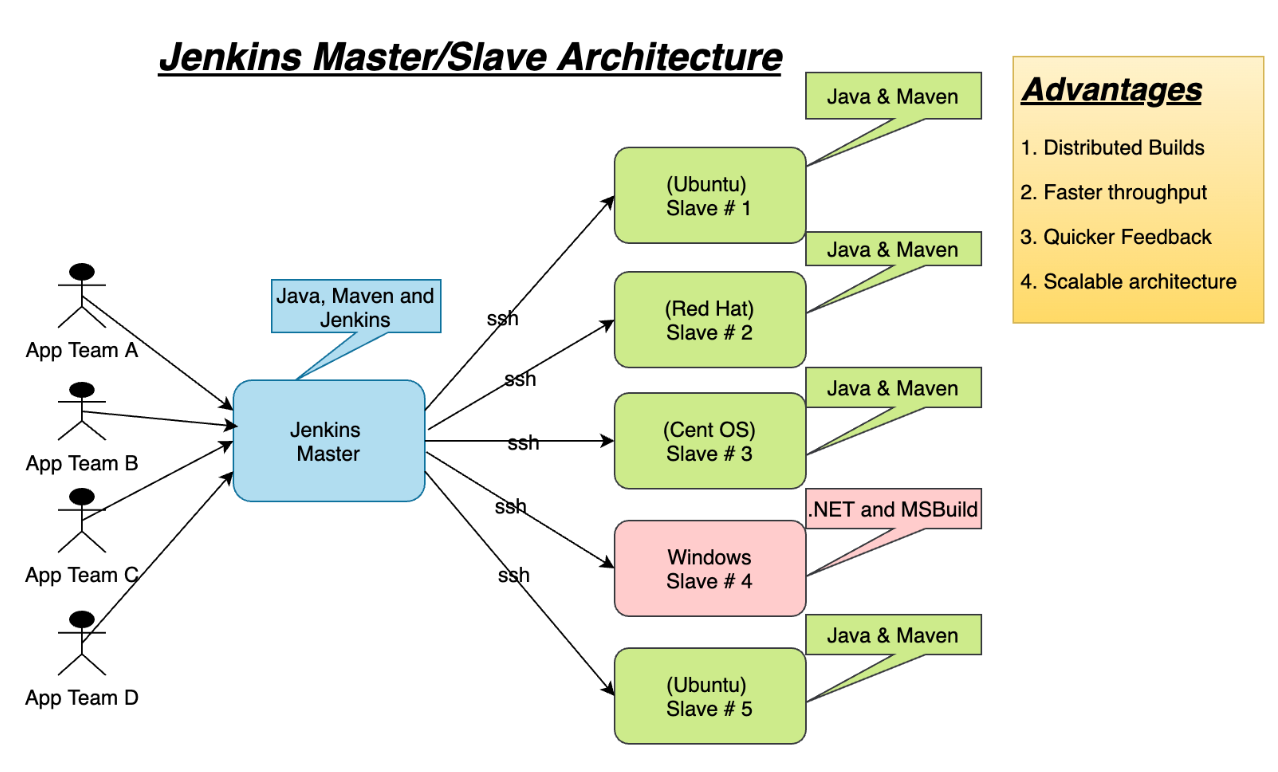 Jenkins Master/Slave Architecture
Java & Maven
Advantages
1. Distributed Builds
2. Faster throughput
3. Quicker Feedback
4. Scalable architecture
(Ubuntu)
Slave # 1
Java & Maven
(Red Hat)
Slave # 2
Java, Maven and
Jenkins
ssh
App Team A
ssh
Java & Maven
Jenkins
Master
ssh
(Cent OS)
Slave # 3
App Team B
ssh
.NET and MSBuild
Windows
Slave # 4
App Team C
ssh
Java & Maven
(Ubuntu)
Slave # 5
App Team D